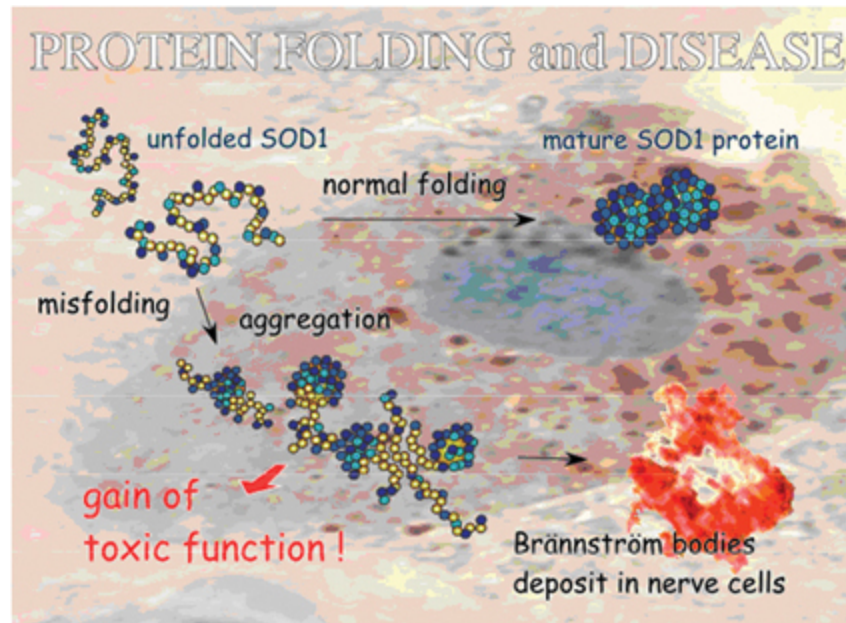 PROTEIN FOLDING and DISEASE
unfolded SOD1
mature SOD1 protein
normal folding
misfolding
aggregation
gain of
toxic function !
Brännström bodies
deposit in nerve cells